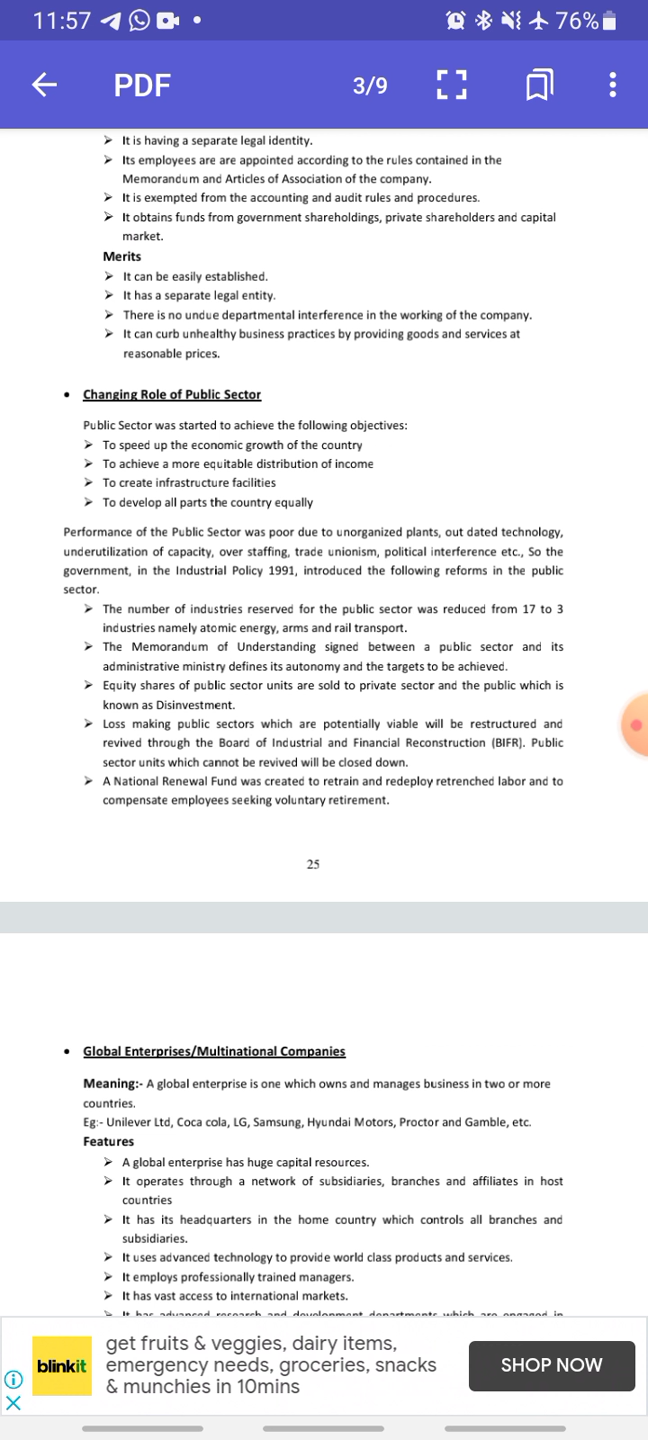 11:57 76%
PDF 3/9
➢ It is having a separate legal identity.
➢ Its employees are are appointed according to the rules contained in the
Memorandum and Articles of Association of the company.
➢ It is exempted from the accounting and audit rules and procedures.
➢ It obtains funds from government shareholdings, private shareholders and capital
market.
Merits
➢ It can be easily established.
➢ It has a separate legal entity.
➢ There is no undue departmental interference in the working of the company.
➢ It can curb unhealthy business practices by providing goods and services at
reasonable prices.
• Changing Role of Public Sector
Public Sector was started to achieve the following objectives:
➢ To speed up the economic growth of the country
➢ To achieve a more equitable distribution of income
➢ To create infrastructure facilities
➢ To develop all parts the country equally
Performance of the Public Sector was poor due to unorganized plants, out dated technology,
underutilization of capacity, over staffing, trade unionism, political interference etc., So the
government, in the Industrial Policy 1991, introduced the following reforms in the public
sector.
➢ The number of industries reserved for the public sector was reduced from 17 to 3
industries namely atomic energy, arms and rail transport.
➢ The Memorandum of Understanding signed between a public sector and its
administrative ministry defines its autonomy and the targets to be achieved.
➢ Equity shares of public sector units are sold to private sector and the public which is
known as Disinvestment.
➢ Loss making public sectors which are potentially viable will be restructured and
revived through the Board of Industrial and Financial Reconstruction (BIFR). Public
sector units which cannot be revived will be closed down.
➢ A National Renewal Fund was created to retrain and redeploy retrenched labor and to
compensate employees seeking voluntary retirement.
25
• Global Enterprises/Multinational Companies
Meaning:- A global enterprise is one which owns and manages business in two or more
countries.
Eg:- Unilever Ltd, Coca cola, LG, Samsung, Hyundai Motors, Proctor and Gamble, etc.
Features
➢ A global enterprise has huge capital resources.
➢ It operates through a network of subsidiaries, branches and affiliates in host
countries
➢ It has its headquarters in the home country which controls all branches and
subsidiaries.
➢ It uses advanced technology to provide world class products and services.
➢ It employs professionally trained managers.
➢ It has vast access to international markets.
➢ It has advanced research and development departments which are engaged in
blinkit
get fruits & veggies, dairy items,
emergency needs, groceries, snacks
& munchies in 10mins
SHOP NOW